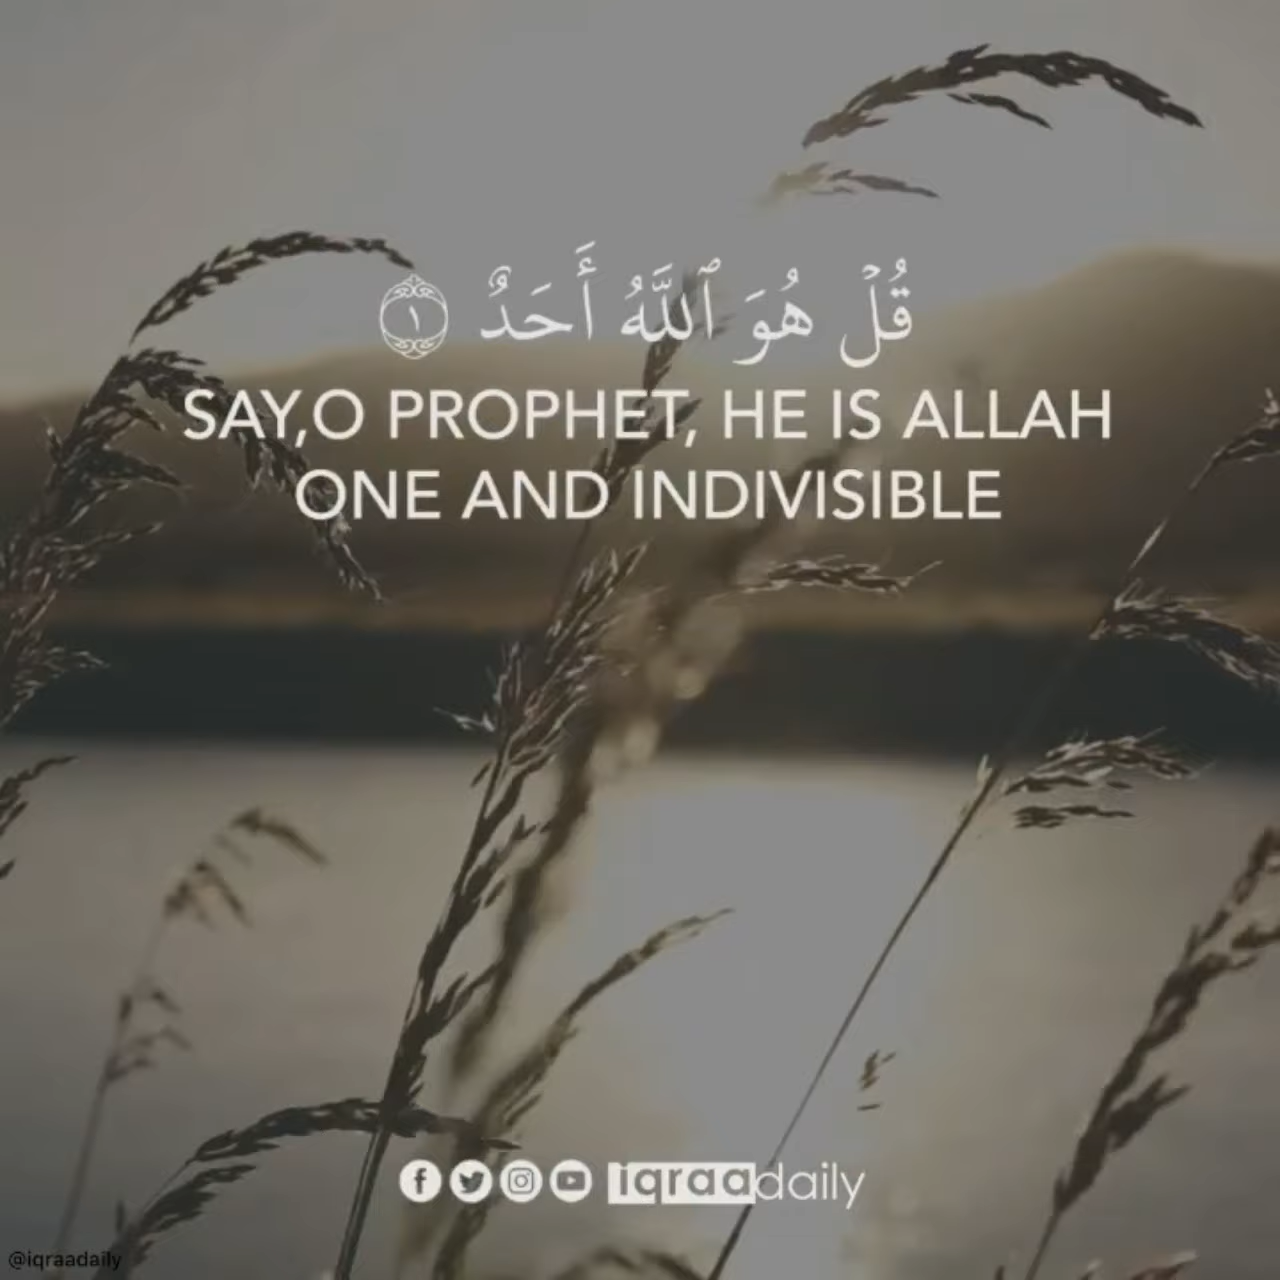 قُلۡ هُوَ ٱللَّهُ أَحَدٌ ١
SAY,O PROPHET, HE IS ALLAH
ONE AND INDIVISIBLE
iqraadaily
@iqraadaily